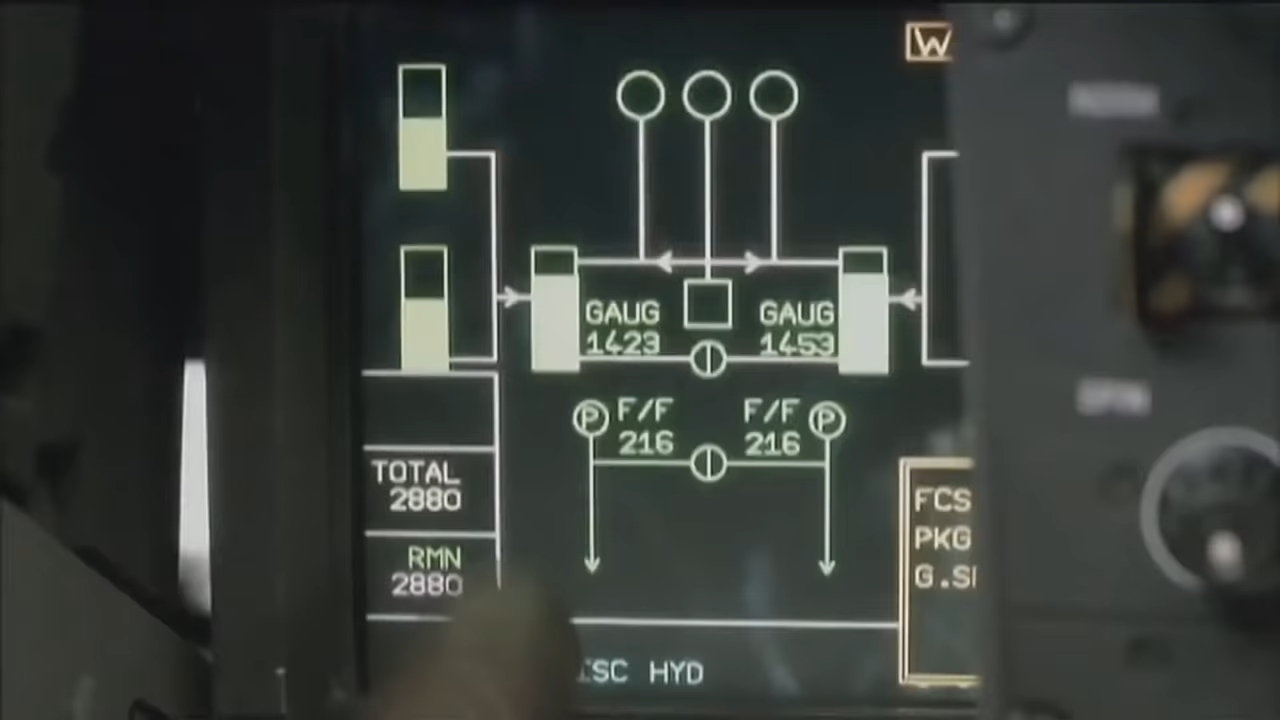 W
GAUG GAUG
1423 1453
P F/F F/F P
216 216
TOTAL
2880
RMN
2880
FCS
PKG
HYD